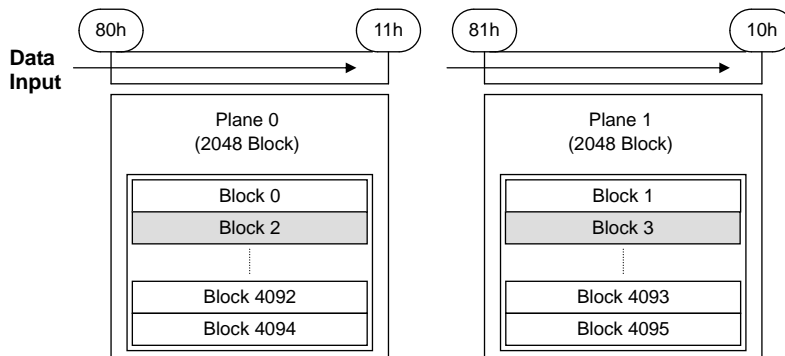 80h
11h
81h
10h
Data
Input
Plane 0
(2048 Block)
Plane 1
(2048 Block)
Block 0
Block 2
Block 4092
Block 4094
Block 1
Block 3
Block 4093
Block 4095